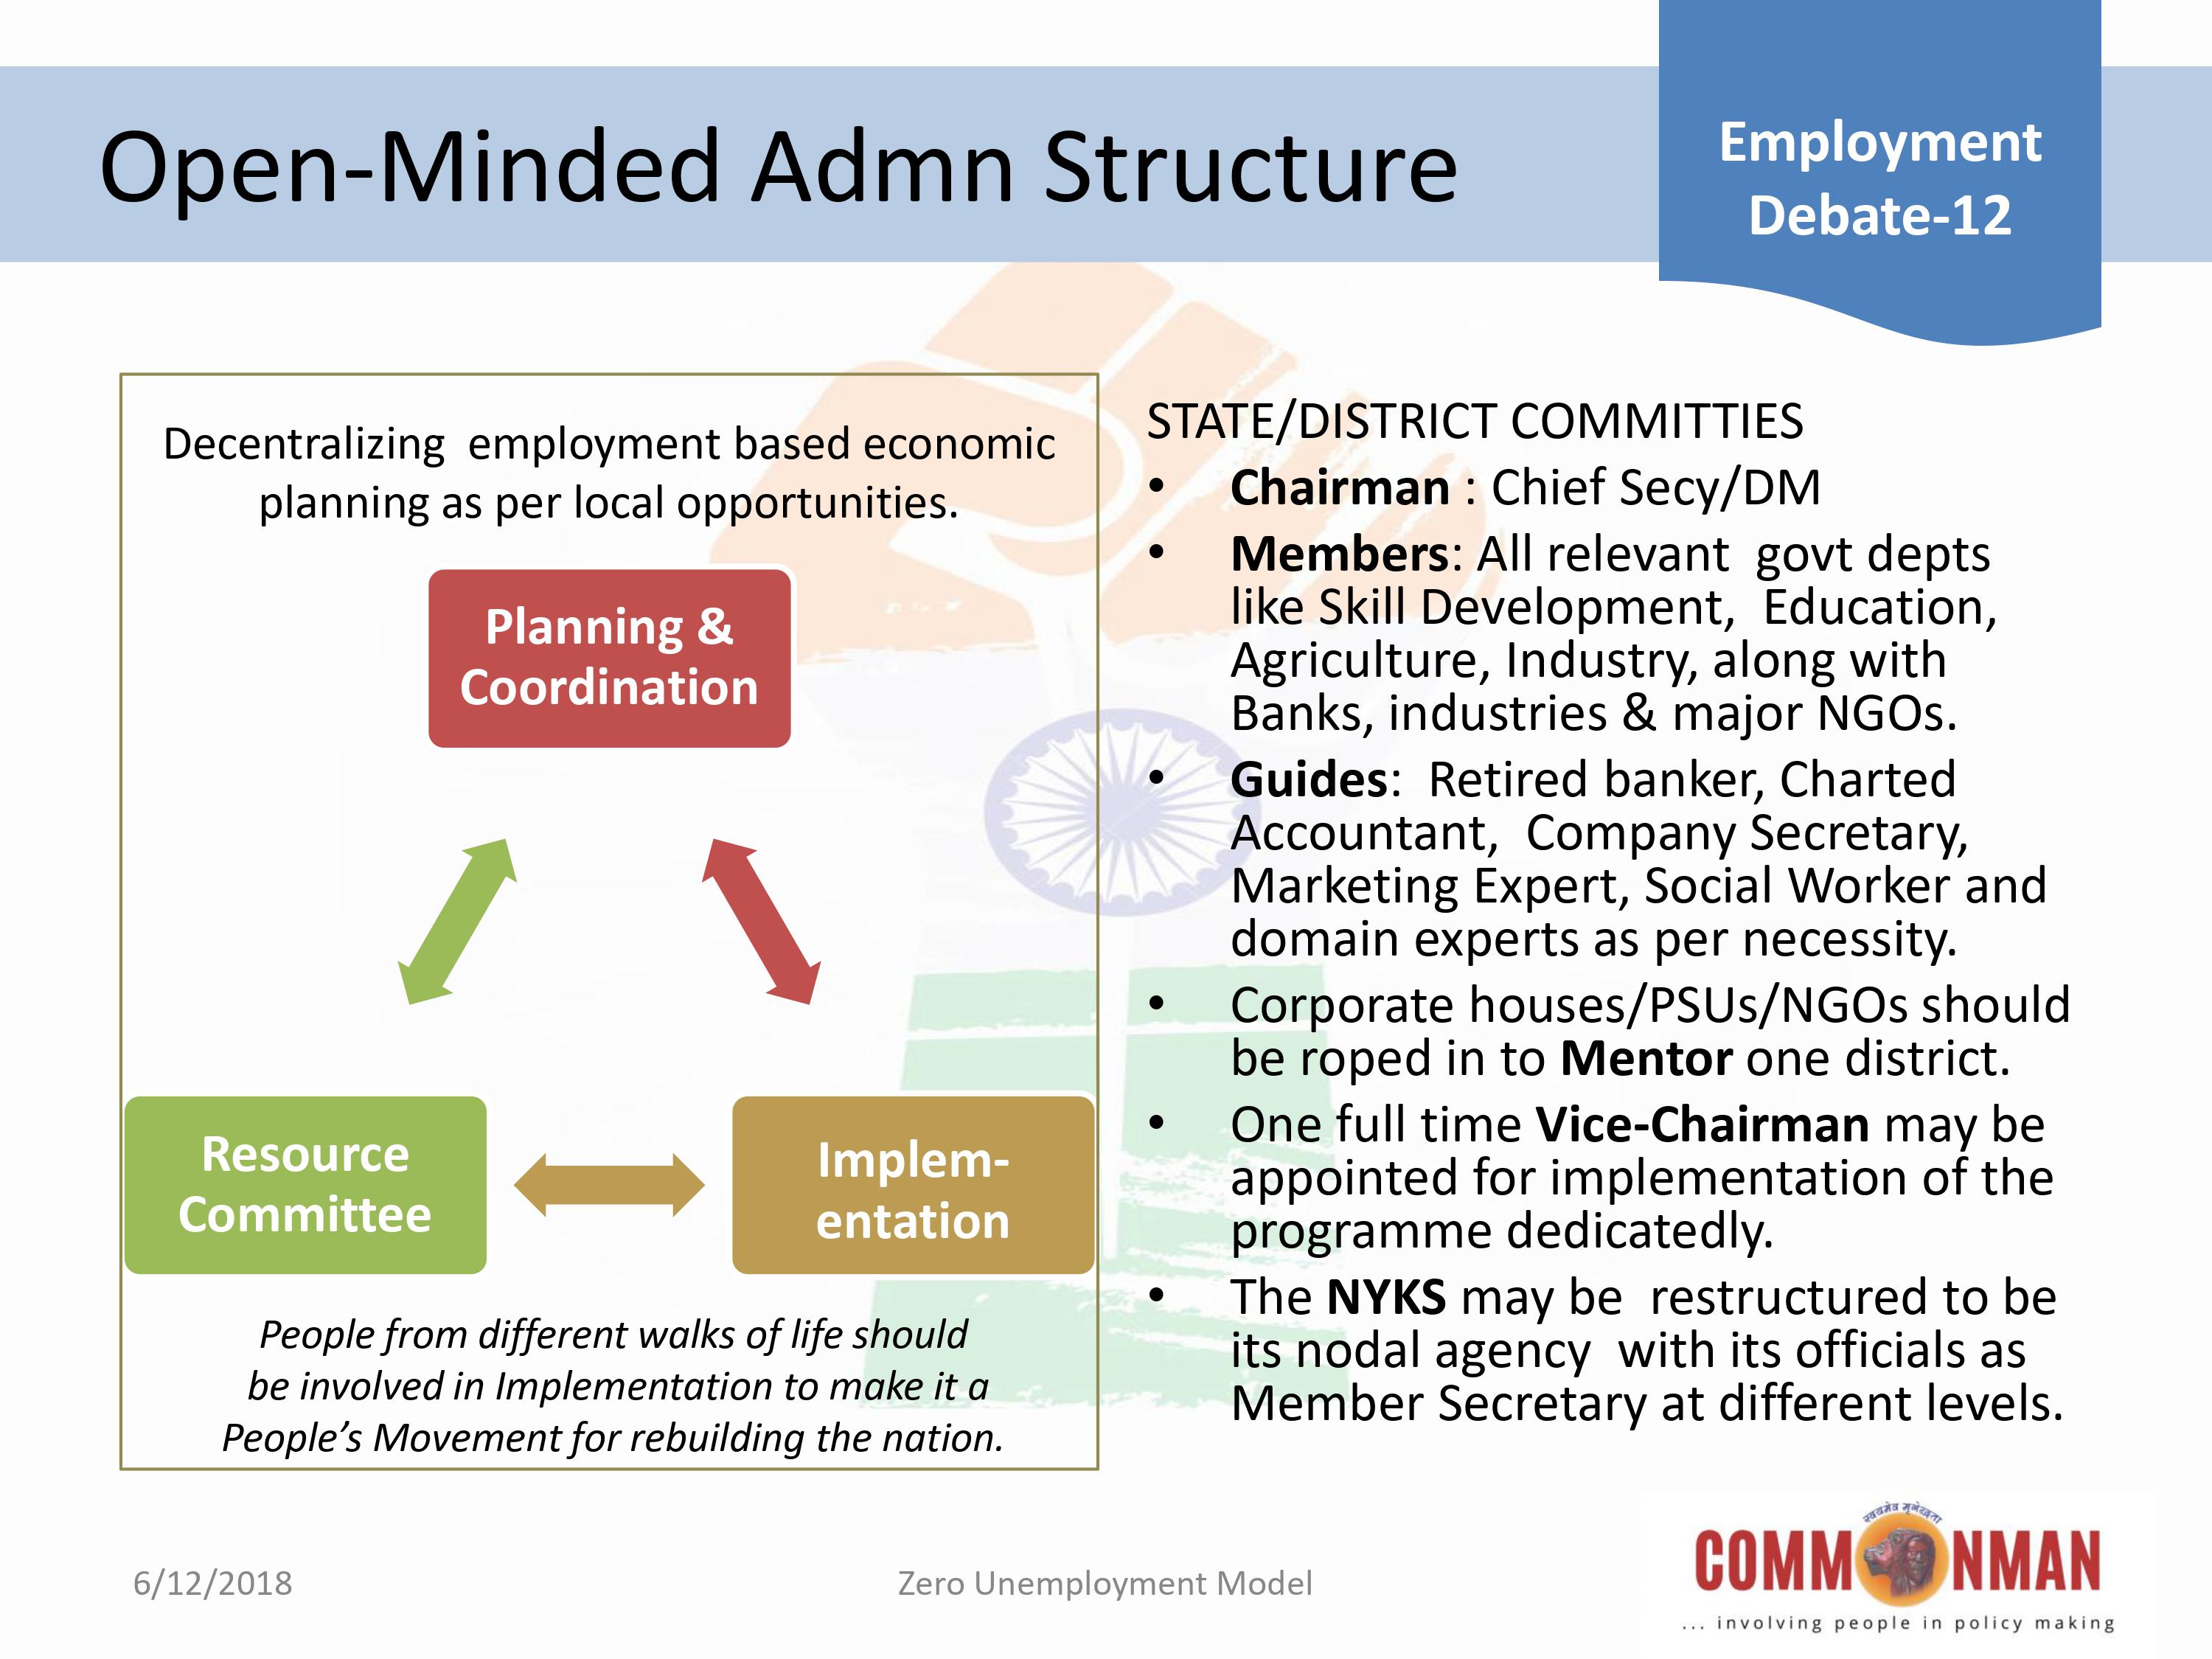 Open-Minded Admn Structure
Employment
Debate-12
Decentralizing employment based economic
planning as per local opportunities.
Planning &
Coordination
Resource
Committee
Implem-
entation
People from different walks of life should
be involved in Implementation to make it a
People’s Movement for rebuilding the nation.
STATE/DISTRICT COMMITTIES
• Chairman : Chief Secy/DM
• Members: All relevant govt depts
like Skill Development, Education,
Agriculture, Industry, along with
Banks, industries & major NGOs.
• Guides: Retired banker, Charted
Accountant, Company Secretary,
Marketing Expert, Social Worker and
domain experts as per necessity.
• Corporate houses/PSUs/NGOs should
be roped in to Mentor one district.
• One full time Vice-Chairman may be
appointed for implementation of the
programme dedicatedly.
• The NYKS may be restructured to be
its nodal agency with its officials as
Member Secretary at different levels.
6/12/2018
Zero Unemployment Model
स्वयमेव मृगेन्द्रता
COMMONMAN
... involving people in policy making